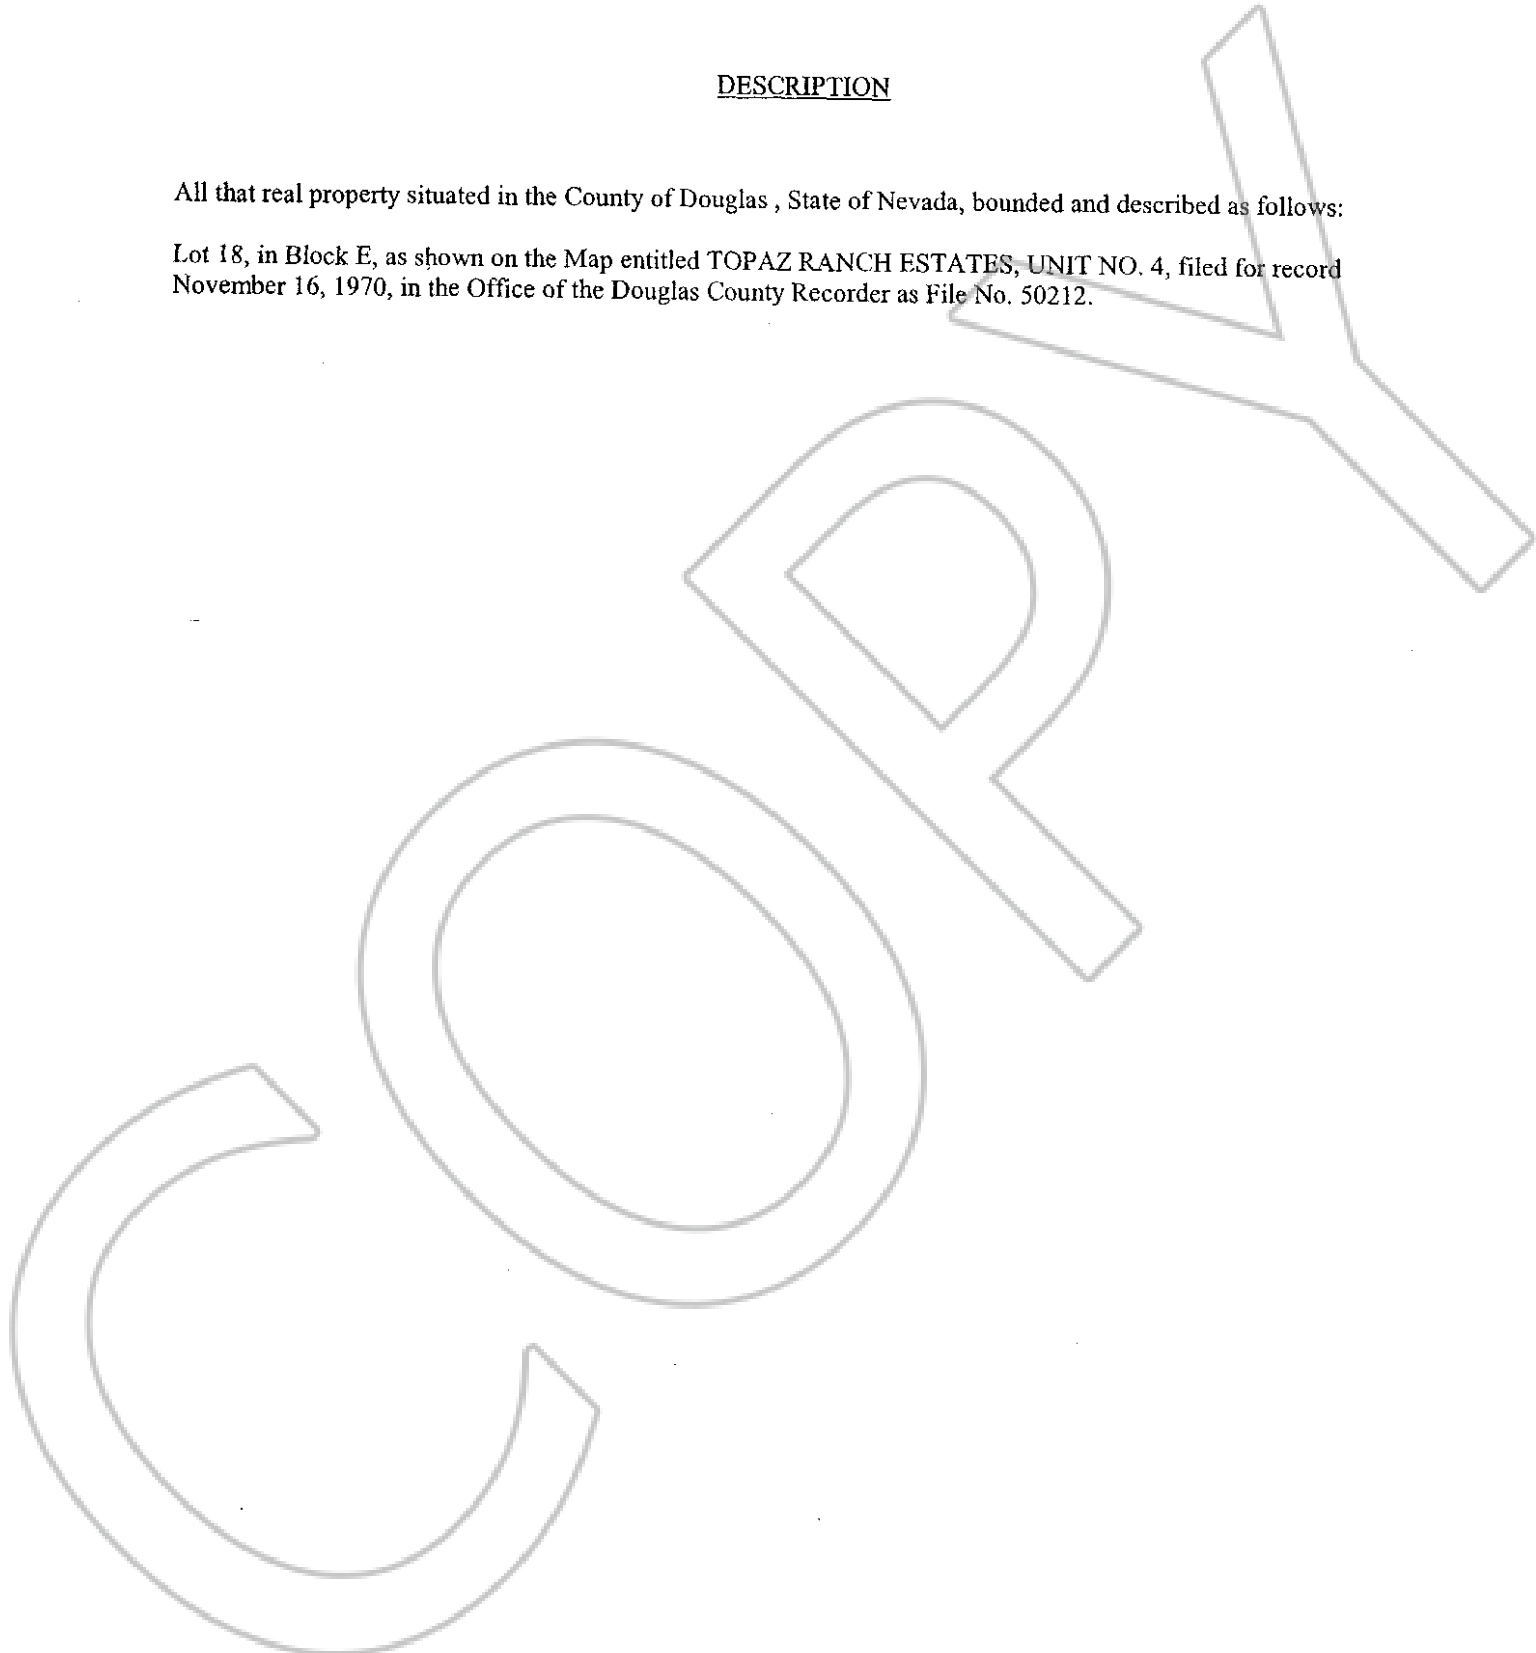 DESCRIPTION
All that real property situated in the County of Douglas , State of Nevada, bounded and described as follows:
Lot 18, in Block E, as shown on the Map entitled TOPAZ RANCH ESTATES, UNIT NO. 4, filed for record
November 16, 1970, in the Office of the Douglas County Recorder as File No. 50212.
COPY